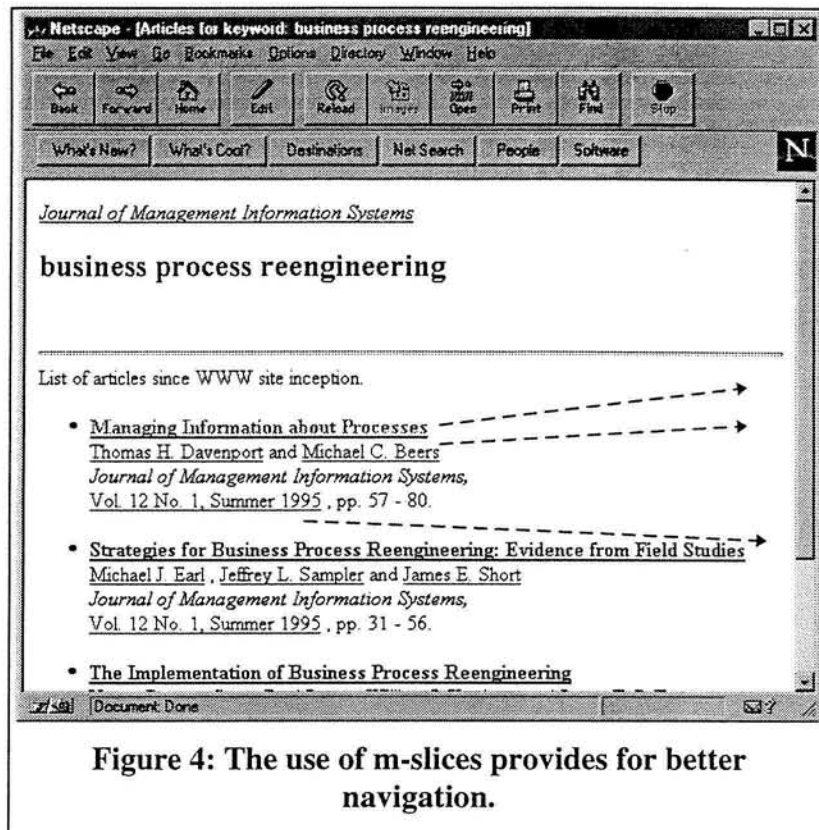 Netscape - [Articles for keyword: business process reengineering]
File Edit View Go Bookmarks Options Directory Window Help
Back Forward Home Edit Reload Images Open Print Find Stop
What's New? What's Cool? Destinations Net Search People Software
N
Journal of Management Information Systems
business process reengineering
List of articles since WWW site inception.
• Managing Information about Processes
Thomas H. Davenport and Michael C. Beers
Journal of Management Information Systems,
Vol. 12 No. 1, Summer 1995 , pp. 57 - 80.
• Strategies for Business Process Reengineering: Evidence from Field Studies
Michael J. Earl , Jeffrey L. Sampler and James E. Short
Journal of Management Information Systems,
Vol. 12 No. 1, Summer 1995 , pp. 31 - 56.
• The Implementation of Business Process Reengineering
Document: Done
Figure 4: The use of m-slices provides for better
navigation.